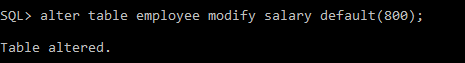 SQL> alter table employee modify salary default(800);
Table altered.